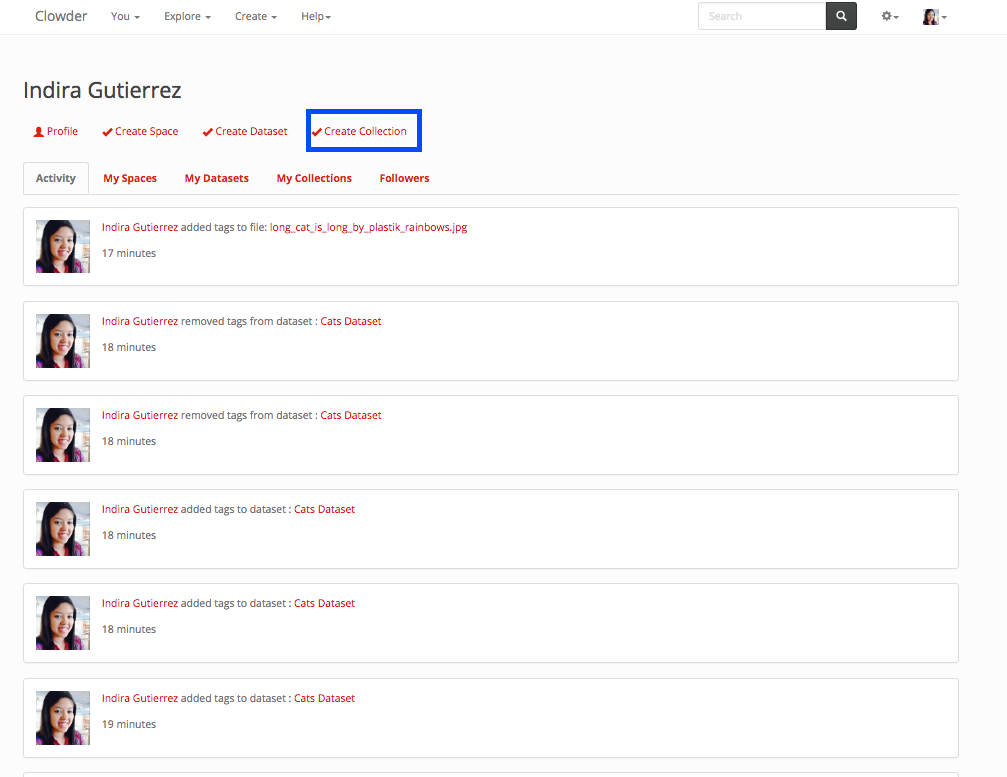 Clowder You Explore Create Help Search
Indira Gutierrez
Profile Create Space Create Dataset Create Collection
Activity My Spaces My Datasets My Collections Followers
Indira Gutierrez added tags to file: long_cat_is_long_by_plastik_rainbows.jpg
17 minutes
Indira Gutierrez removed tags from dataset : Cats Dataset
18 minutes
Indira Gutierrez removed tags from dataset : Cats Dataset
18 minutes
Indira Gutierrez added tags to dataset : Cats Dataset
18 minutes
Indira Gutierrez added tags to dataset : Cats Dataset
18 minutes
Indira Gutierrez added tags to dataset : Cats Dataset
19 minutes